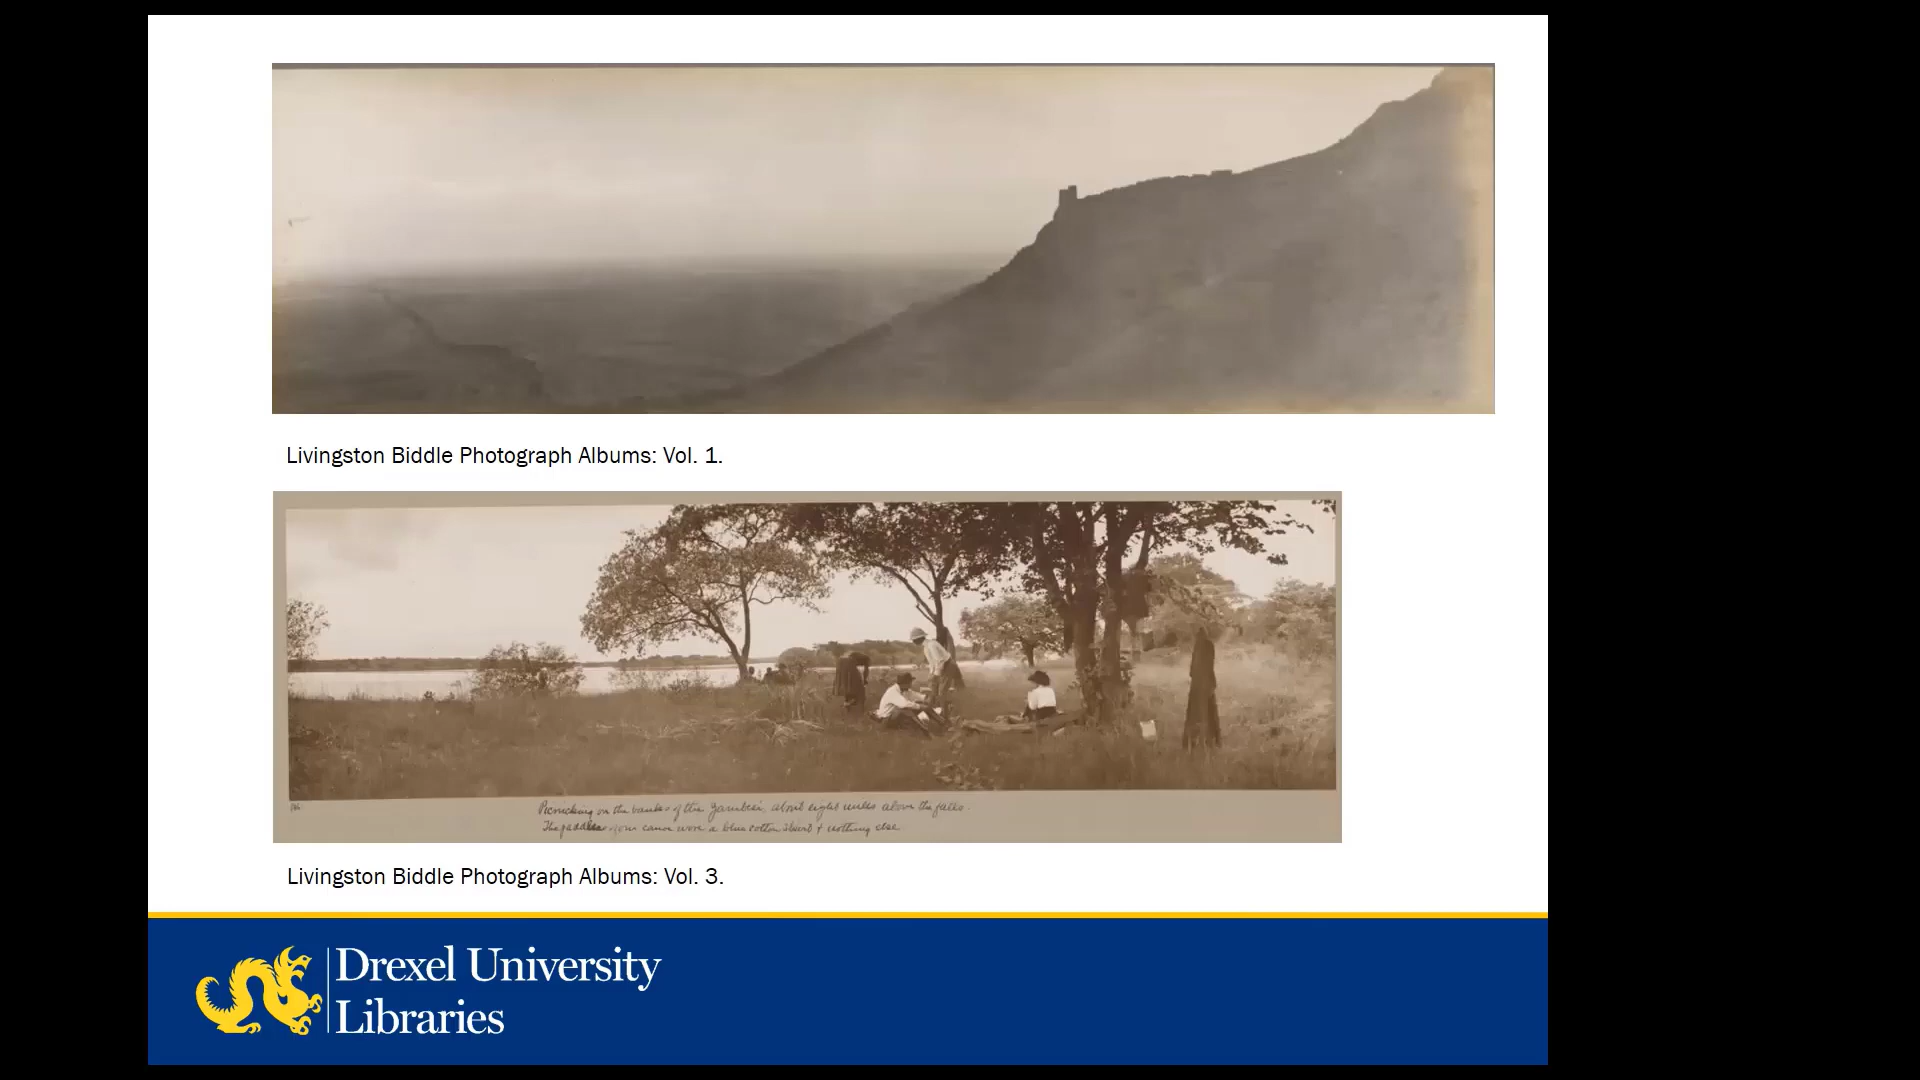 Livingston Biddle Photograph Albums: Vol. 1.
Picnicking on the banks of the Zambesi, about eight miles above the falls.
The paddlers of our canoe wore a blue cotton shirt & nothing else
Livingston Biddle Photograph Albums: Vol. 3.
Drexel University
Libraries